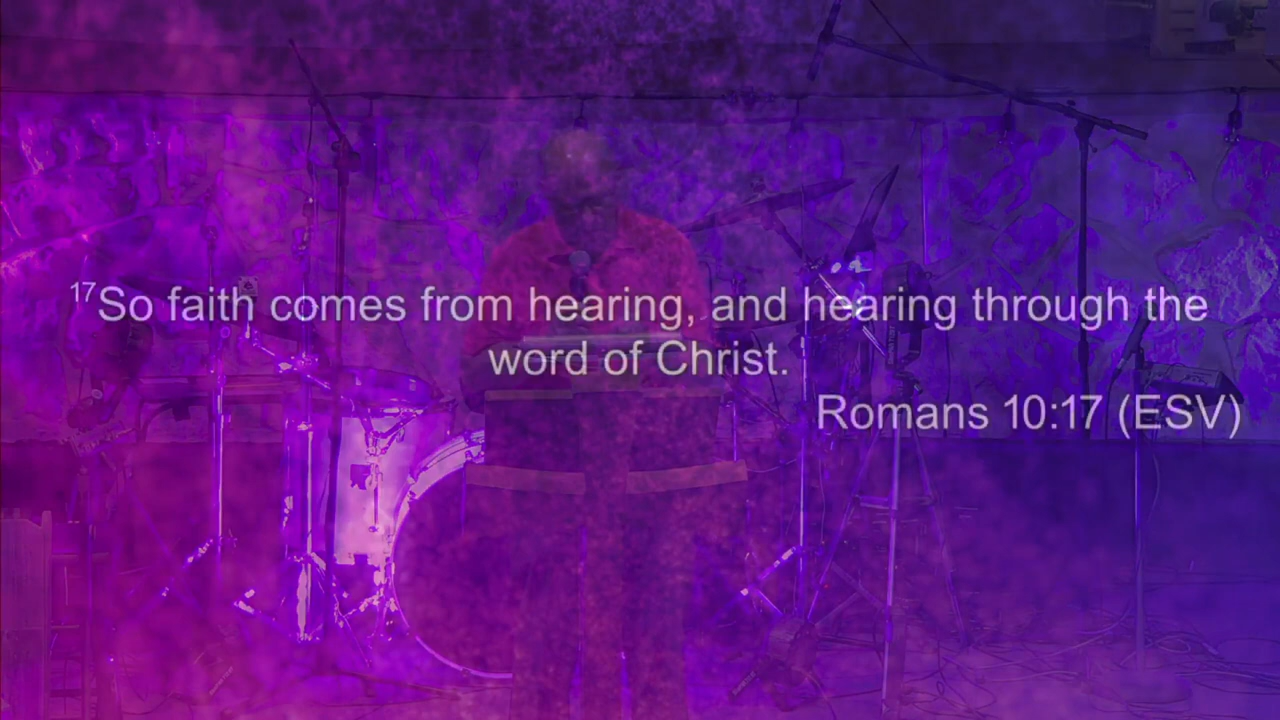 17So faith comes from hearing, and hearing through the
word of Christ.
Romans 10:17 (ESV)